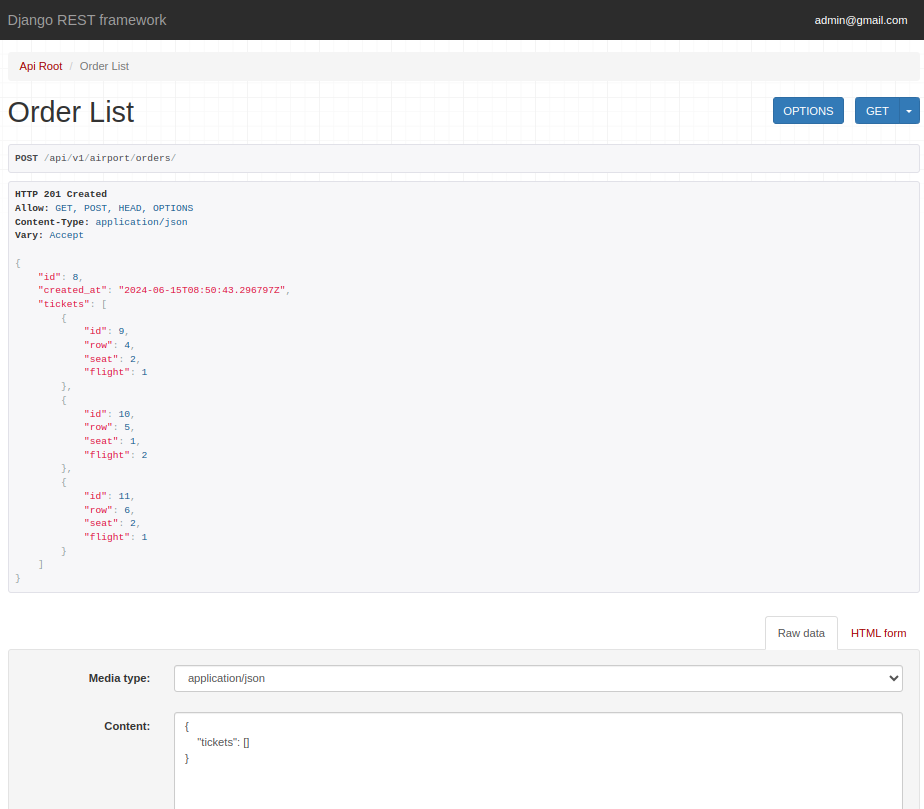 Django REST framework
admin@gmail.com
Api Root / Order List
Order List
OPTIONS
GET
POST /api/v1/airport/orders/
HTTP 201 Created
Allow: GET, POST, HEAD, OPTIONS
Content-Type: application/json
Vary: Accept
{
    "id": 8,
    "created_at": "2024-06-15T08:50:43.296797Z",
    "tickets": [
        {
            "id": 9,
            "row": 4,
            "seat": 2,
            "flight": 1
        },
        {
            "id": 10,
            "row": 5,
            "seat": 1,
            "flight": 2
        },
        {
            "id": 11,
            "row": 6,
            "seat": 2,
            "flight": 1
        }
    ]
}
Raw data
HTML form
Media type:
application/json
Content:
{
    "tickets": []
}